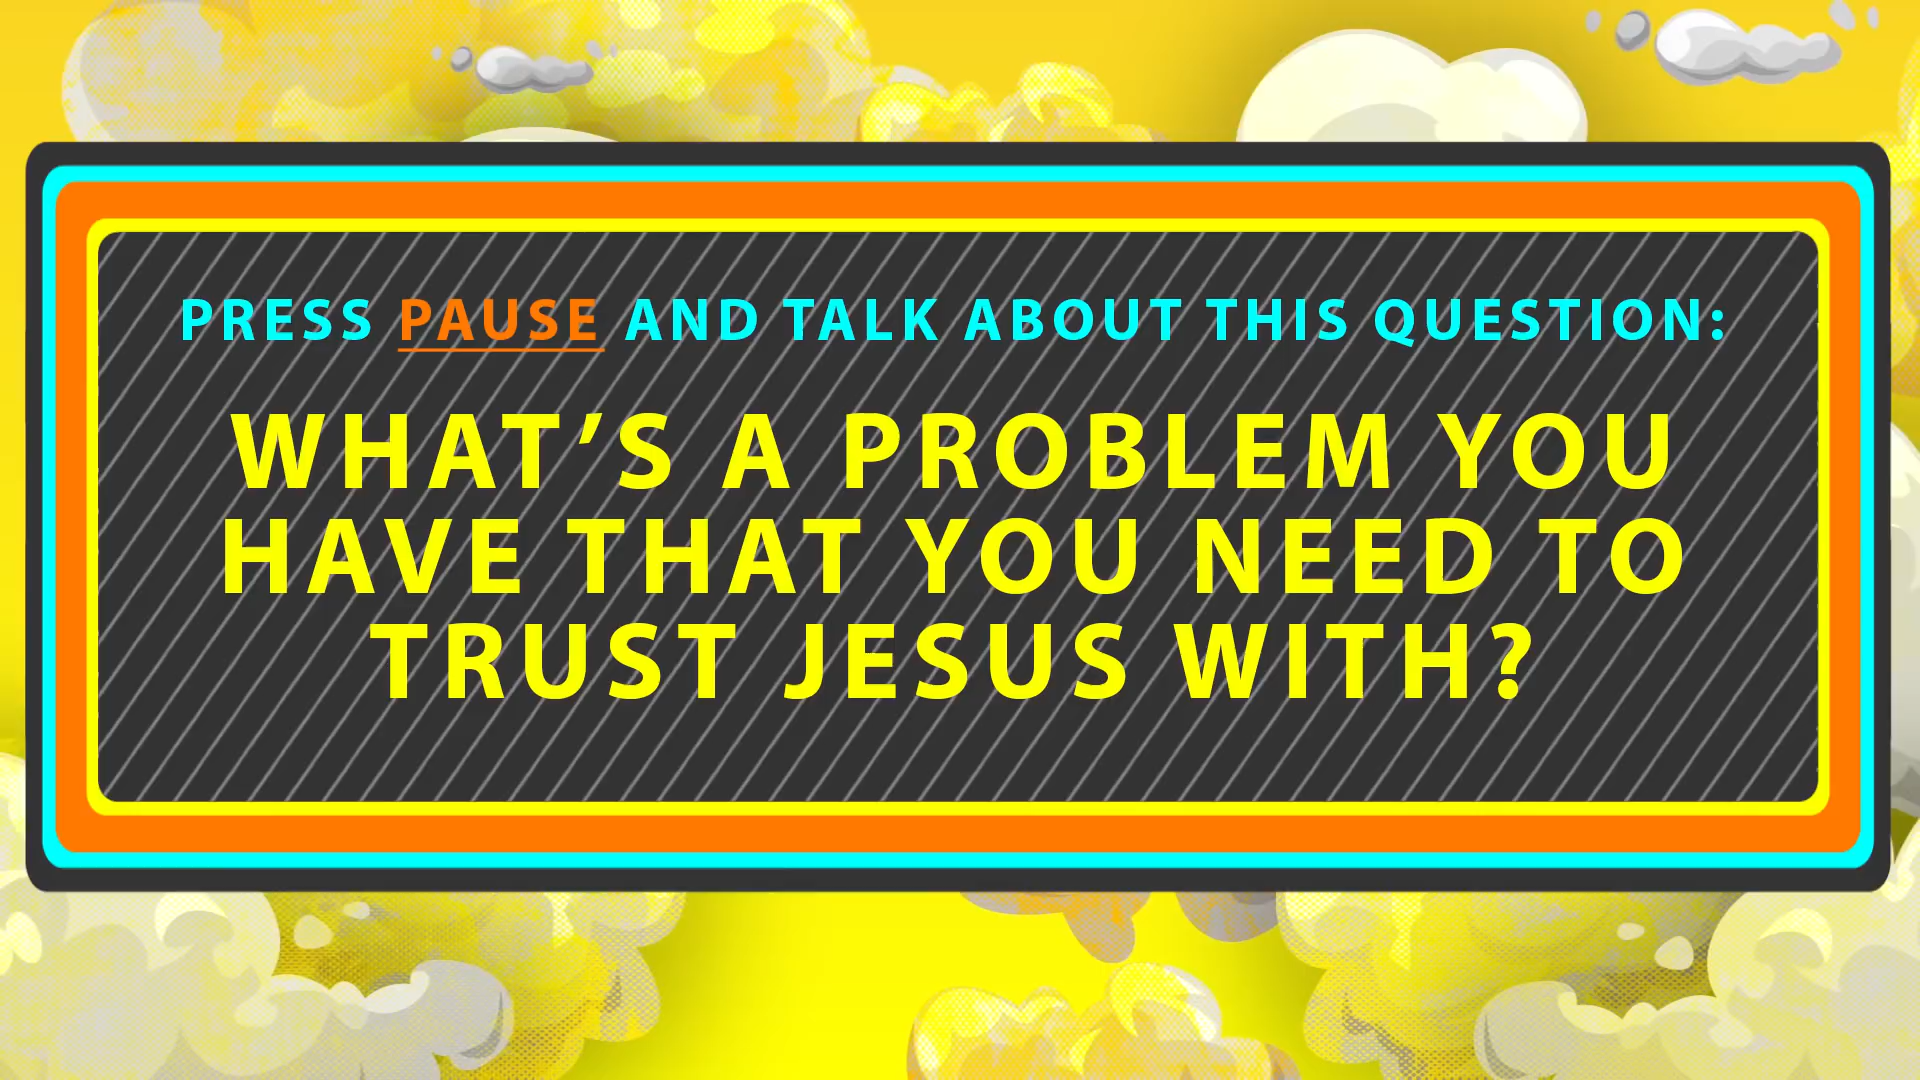 PRESS PAUSE AND TALK ABOUT THIS QUESTION:
WHAT’S A PROBLEM YOU
HAVE THAT YOU NEED TO
TRUST JESUS WITH?